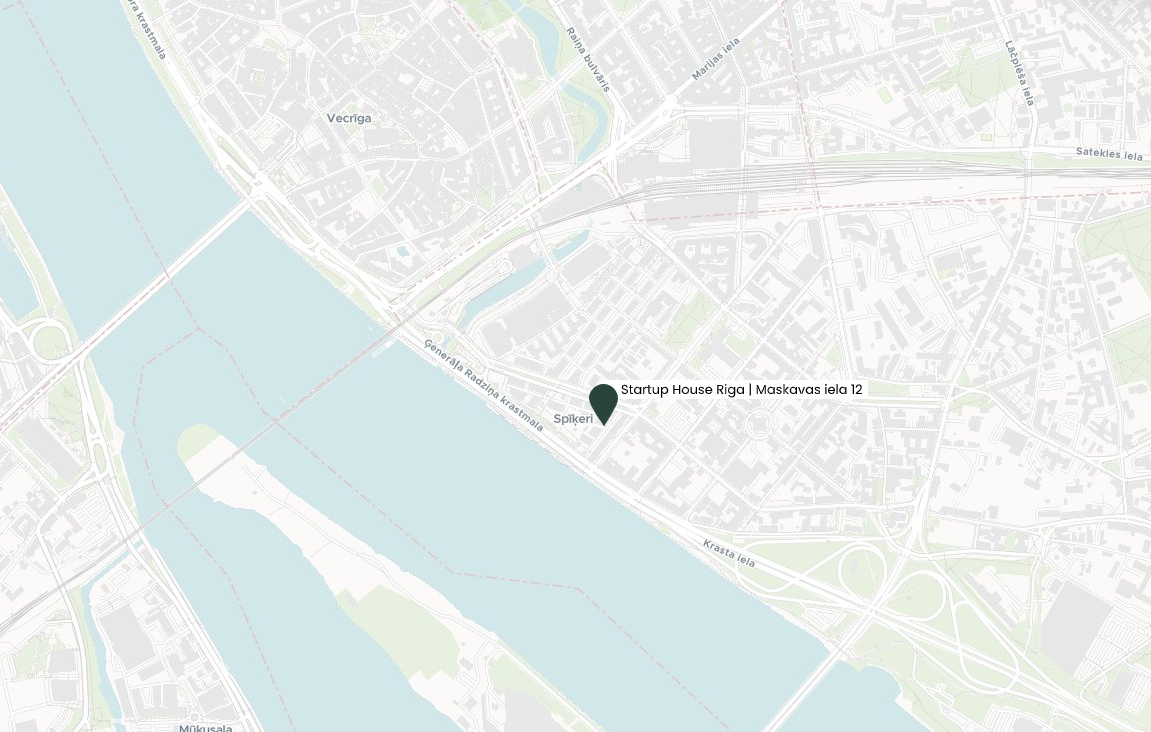 ra krastmala
Raiņa bulvāris
Marijas iela
Lāčplēša iela
Vecrīga
Satekles iela
Ģenerāļa Radziņa krastmala
Startup House Riga | Maskavas iela 12
Spīķeri
Krasta iela
Mūkusala